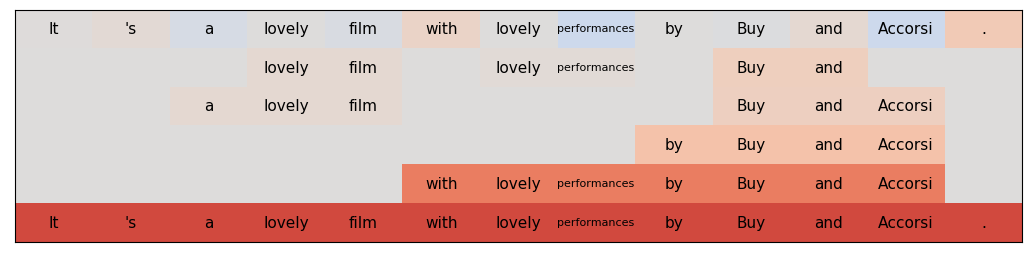 It 's a lovely film with lovely performances by Buy and Accorsi .
lovely film lovely performances Buy and
a lovely film Buy and Accorsi
by Buy and Accorsi
with lovely performances by Buy and Accorsi
It 's a lovely film with lovely performances by Buy and Accorsi .